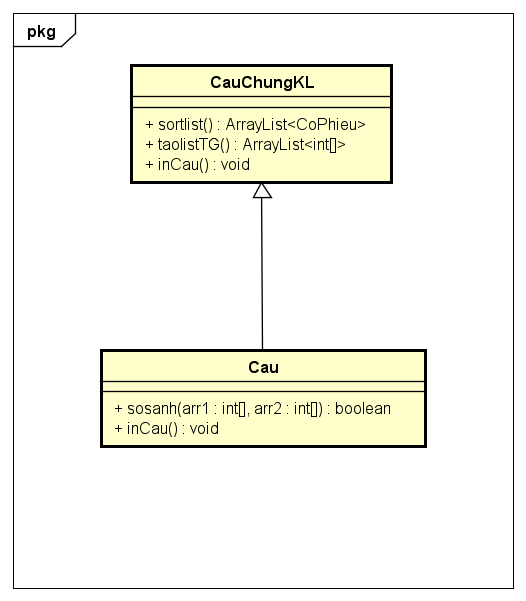 pkg
CauChungKL
+ sortlist() : ArrayList<CoPhieu>
+ taolistTG() : ArrayList<int[]>
+ inCau() : void
Cau
+ sosanh(arr1 : int[], arr2 : int[]) : boolean
+ inCau() : void